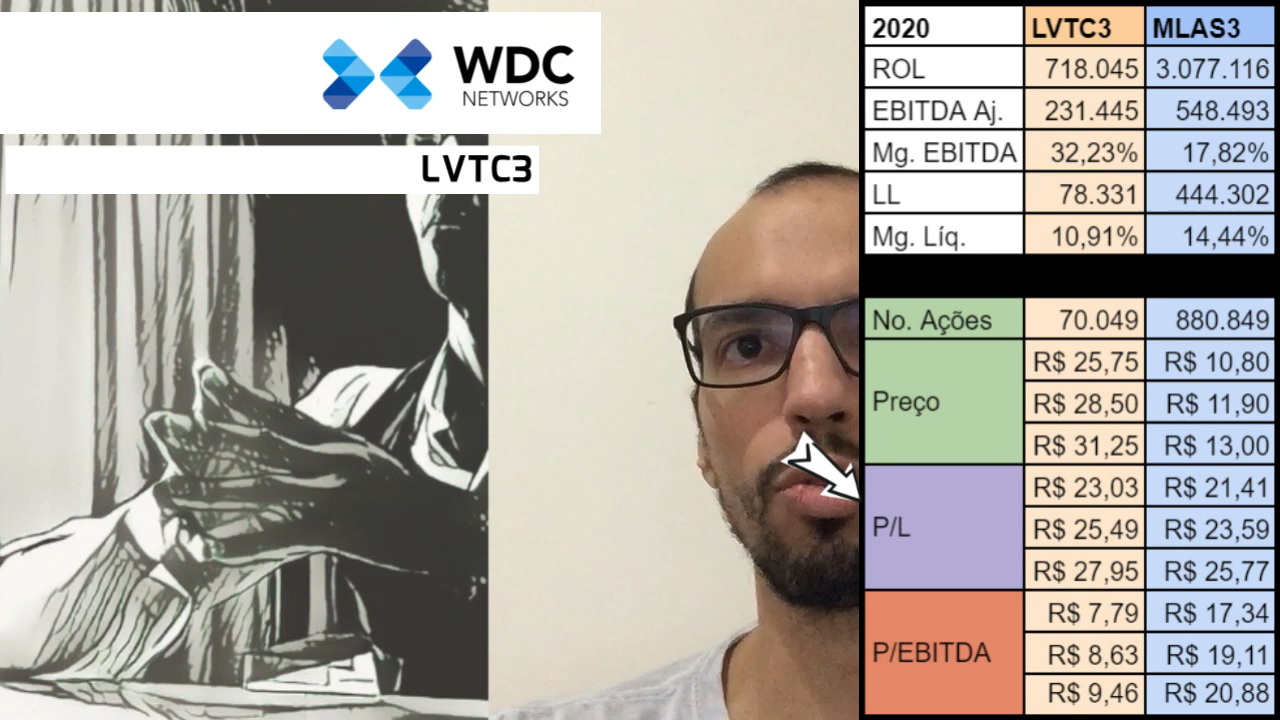 WDC
NETWORKS
LVTC3
2020 LVTC3 MLAS3
ROL 718.045 3.077.116
EBITDA Aj. 231.445 548.493
Mg. EBITDA 32,23% 17,82%
LL 78.331 444.302
Mg. Líq. 10,91% 14,44%
No. Ações 70.049 880.849
Preço R$ 25,75 R$ 10,80
R$ 28,50 R$ 11,90
R$ 31,25 R$ 13,00
P/L R$ 23,03 R$ 21,41
R$ 25,49 R$ 23,59
R$ 27,95 R$ 25,77
P/EBITDA R$ 7,79 R$ 17,34
R$ 8,63 R$ 19,11
R$ 9,46 R$ 20,88